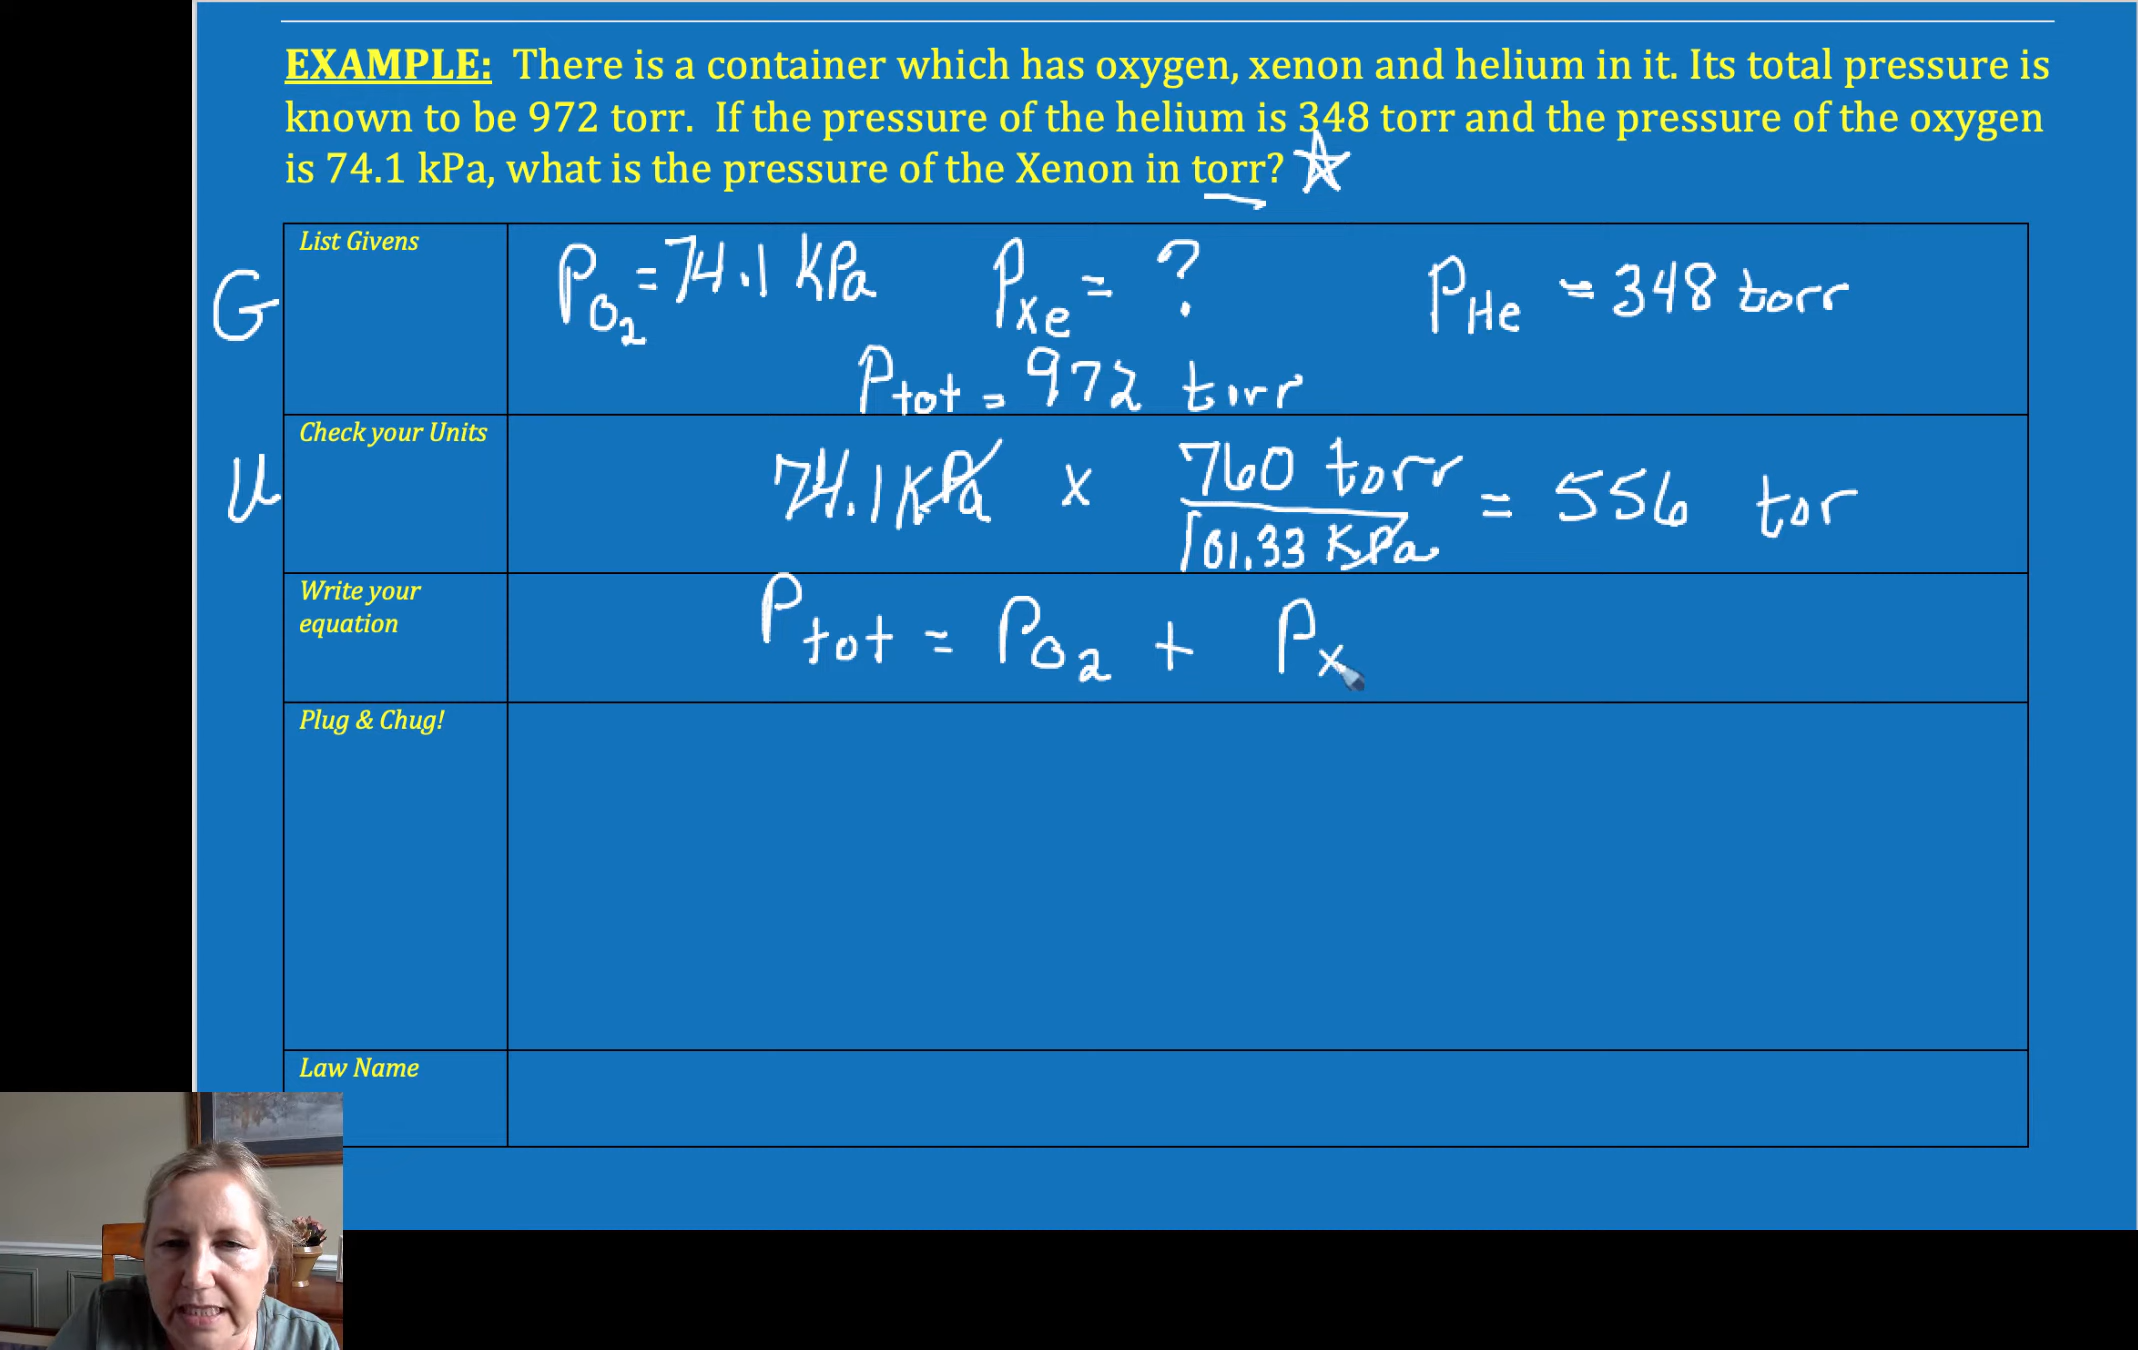 EXAMPLE: There is a container which has oxygen, xenon and helium in it. Its total pressure is
known to be 972 torr. If the pressure of the helium is 348 torr and the pressure of the oxygen
is 74.1 kPa, what is the pressure of the Xenon in torr?
G
List Givens
PO2 = 74.1 KPa PXe = ? PHe = 348 torr
Ptot = 972 torr
U
Check your Units
74.1 KPa x 760 torr / 101.33 KPa = 556 tor
Write your
equation
Ptot = PO2 + Px
Plug & Chug!
Law Name